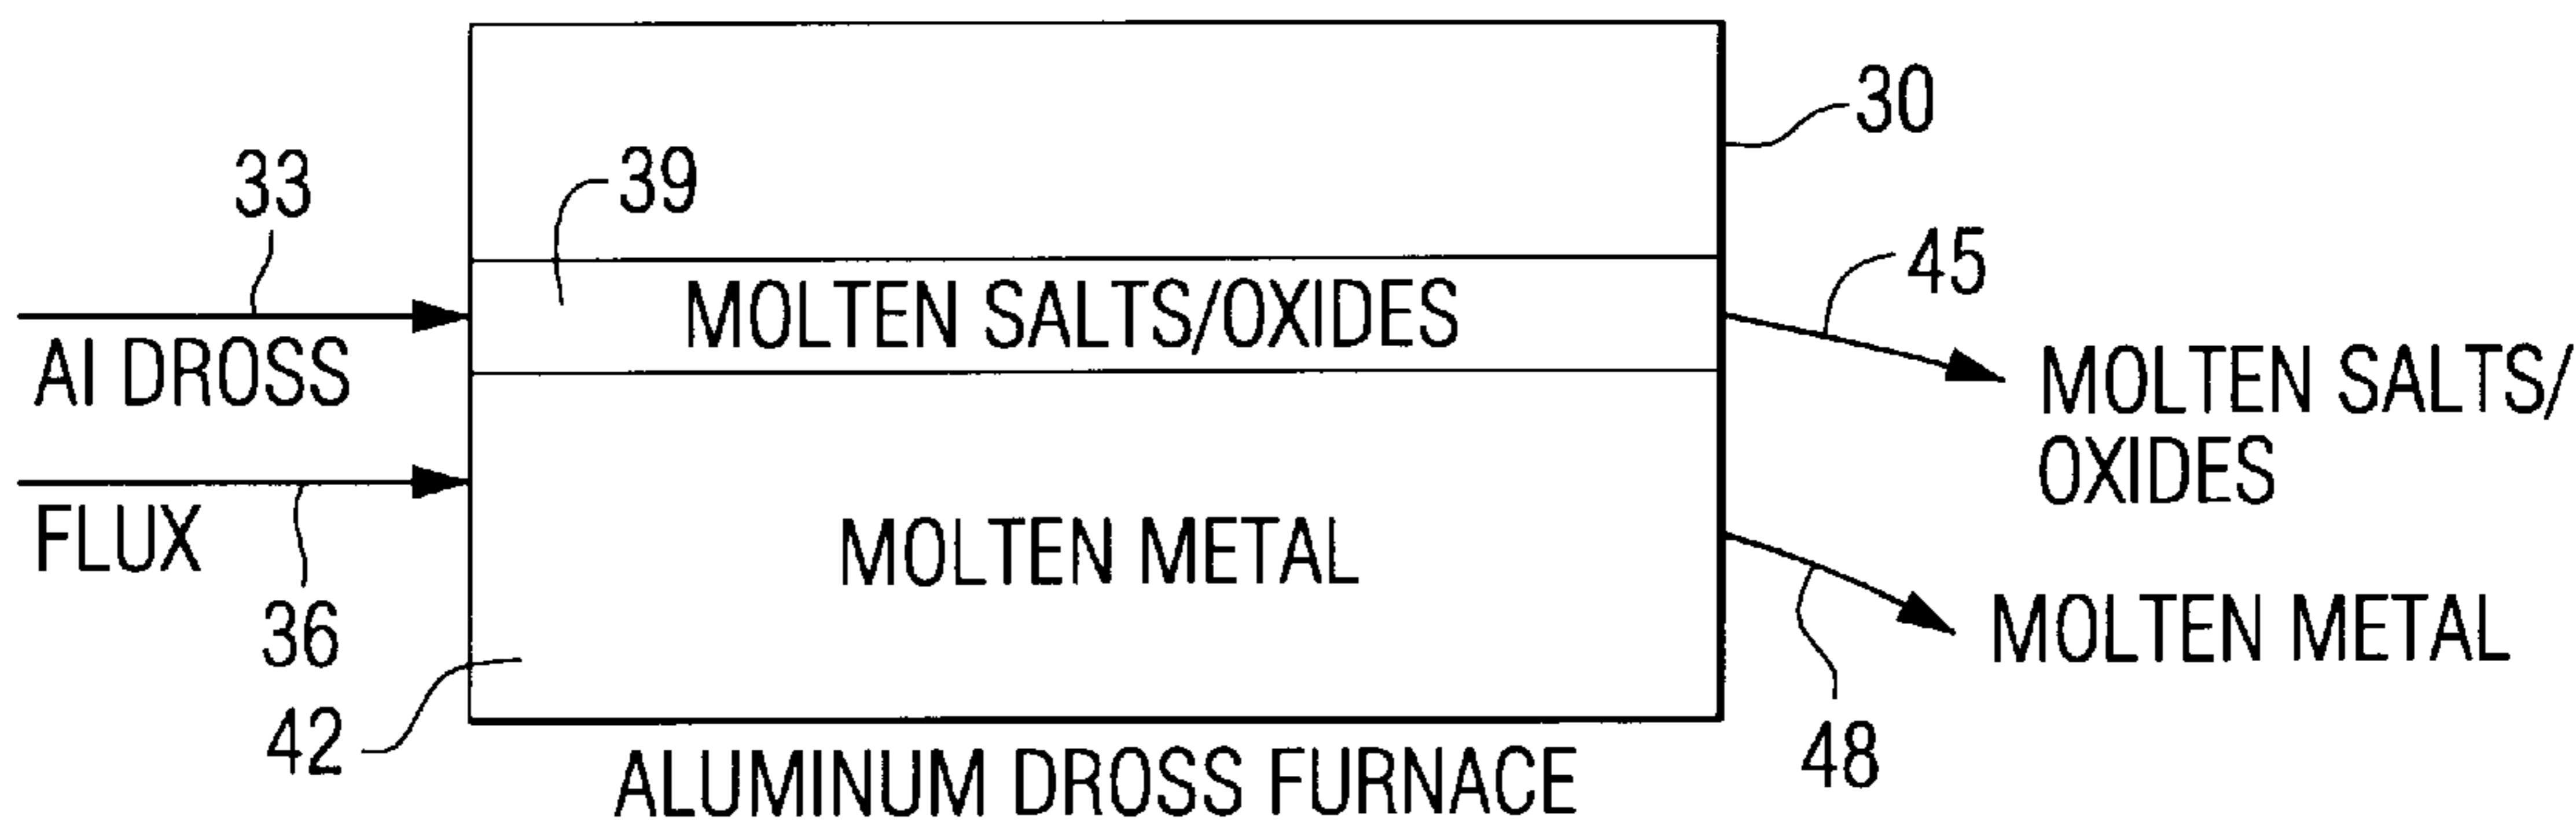 30
33
39
45
MOLTEN SALTS/OXIDES
Al DROSS
MOLTEN SALTS/
OXIDES
FLUX
MOLTEN METAL
36
MOLTEN METAL
42
48
ALUMINUM DROSS FURNACE